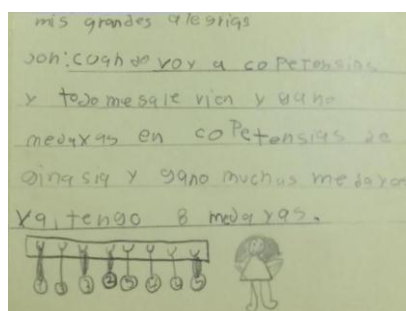 mis grandes alegrias
son: cuando voy a coPetensias
y todo me sale vien y gano
medayas en coPetensias de
ginasia y gano muchas medayas
ya, tengo 8 medayas.